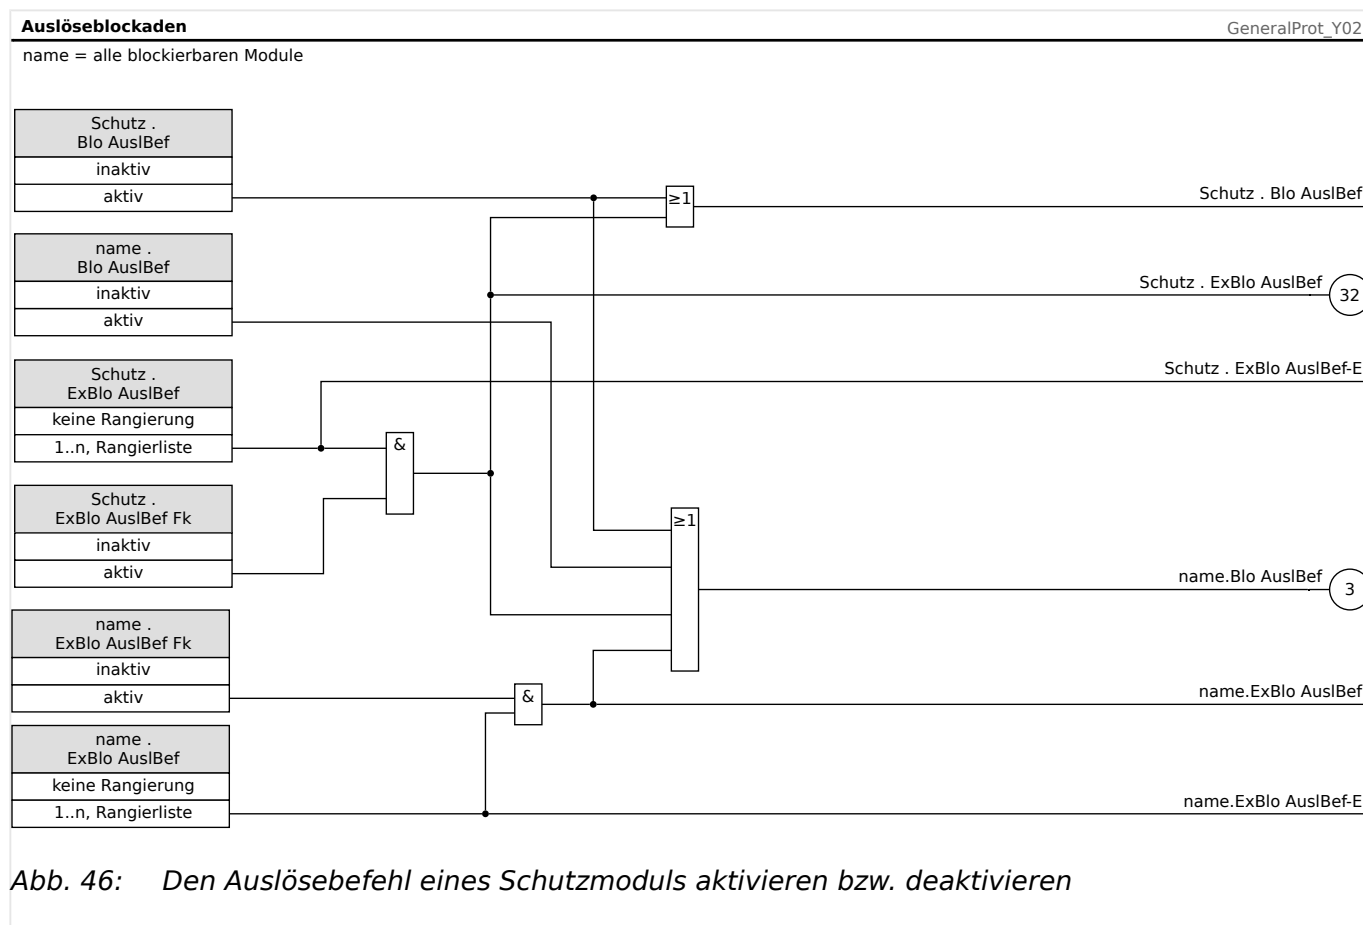 Auslöseblockaden
GeneralProt_Y02
name = alle blockierbaren Module
Schutz .
Blo AuslBef
inaktiv
aktiv
≥1
Schutz . Blo AuslBef
name .
Blo AuslBef
inaktiv
aktiv
Schutz . ExBlo AuslBef
32
Schutz .
ExBlo AuslBef
keine Rangierung
1..n, Rangierliste
Schutz . ExBlo AuslBef-E
&
Schutz .
ExBlo AuslBef Fk
inaktiv
aktiv
≥1
name.Blo AuslBef
3
name .
ExBlo AuslBef Fk
inaktiv
aktiv
&
name.ExBlo AuslBef
name .
ExBlo AuslBef
keine Rangierung
1..n, Rangierliste
name.ExBlo AuslBef-E
Abb. 46: Den Auslösebefehl eines Schutzmoduls aktivieren bzw. deaktivieren